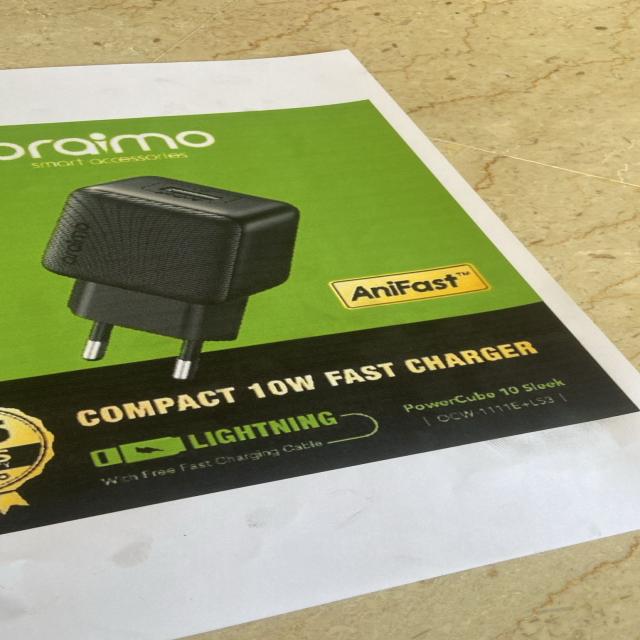 oraimo
smart accessories
oraimo
AniFast™
COMPACT 10W FAST CHARGER
LIGHTNING
With Free Fast Charging Cable
PowerCube 10 Sleek
| OCW-1111E+L53 |